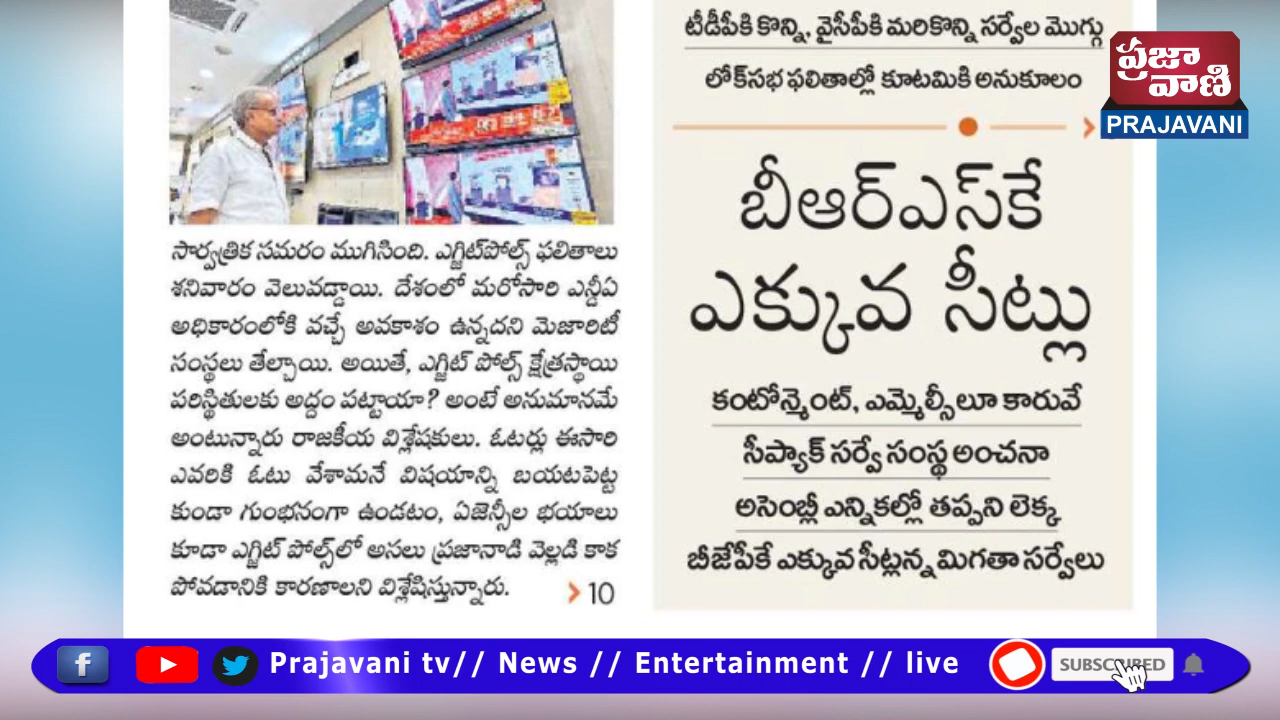 సార్వత్రిక సమరం ముగిసింది. ఎగ్జిట్‌పోల్స్ ఫలితాలు
శనివారం వెలువడ్డాయి. దేశంలో మరోసారి ఎన్డీఏ
అధికారంలోకి వచ్చే అవకాశం ఉన్నదని మెజారిటీ
సంస్థలు తేల్చాయి. అయితే, ఎగ్జిట్ పోల్స్ క్షేత్రస్థాయి
పరిస్థితులకు అద్దం పట్టాయా? అంటే అనుమానమే
అంటున్నారు రాజకీయ విశ్లేషకులు. ఓటర్లు ఈసారి
ఎవరికి ఓటు వేశామనే విషయాన్ని బయటపెట్ట
కుండా గుంభనంగా ఉండటం, ఏజెన్సీల భయాలు
కూడా ఎగ్జిట్ పోల్స్‌లో అసలు ప్రజానాడి వెల్లడి కాక
పోవడానికి కారణాలని విశ్లేషిస్తున్నారు.
10
టీడీపీకి కొన్ని, వైసీపీకి మరికొన్ని సర్వేల మొగ్గు
లోక్‌సభ ఫలితాల్లో కూటమికి అనుకూలం
బీఆర్‌ఎస్‌కే
ఎక్కువ సీట్లు
కంటోన్మెంట్, ఎమ్మెల్సీలూ కారువే
సీప్యాక్ సర్వే సంస్థ అంచనా
అసెంబ్లీ ఎన్నికల్లో తప్పని లెక్క
బీజేపీకే ఎక్కువ సీట్లన్న మిగతా సర్వేలు
ప్రజా
వాణి
PRAJAVANI
Prajavani tv// News // Entertainment // live
SUBSCRIBED